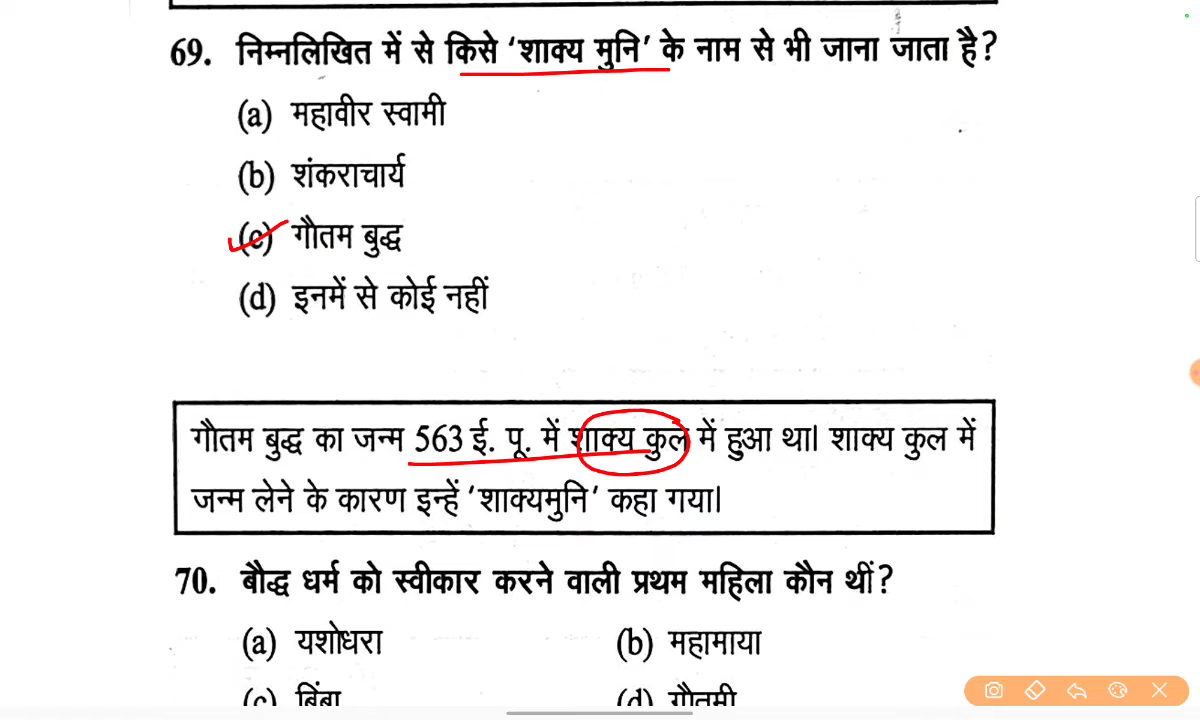 69. निम्नलिखित में से किसे ‘शाक्य मुनि’ के नाम से भी जाना जाता है?
(a) महावीर स्वामी
(b) शंकराचार्य
(c) गौतम बुद्ध
(d) इनमें से कोई नहीं
गौतम बुद्ध का जन्म 563 ई. पू. में शाक्य कुल में हुआ था। शाक्य कुल में
जन्म लेने के कारण इन्हें ‘शाक्यमुनि’ कहा गया।
70. बौद्ध धर्म को स्वीकार करने वाली प्रथम महिला कौन थीं?
(a) यशोधरा (b) महामाया
(c) बिंबा (d) गौतमी